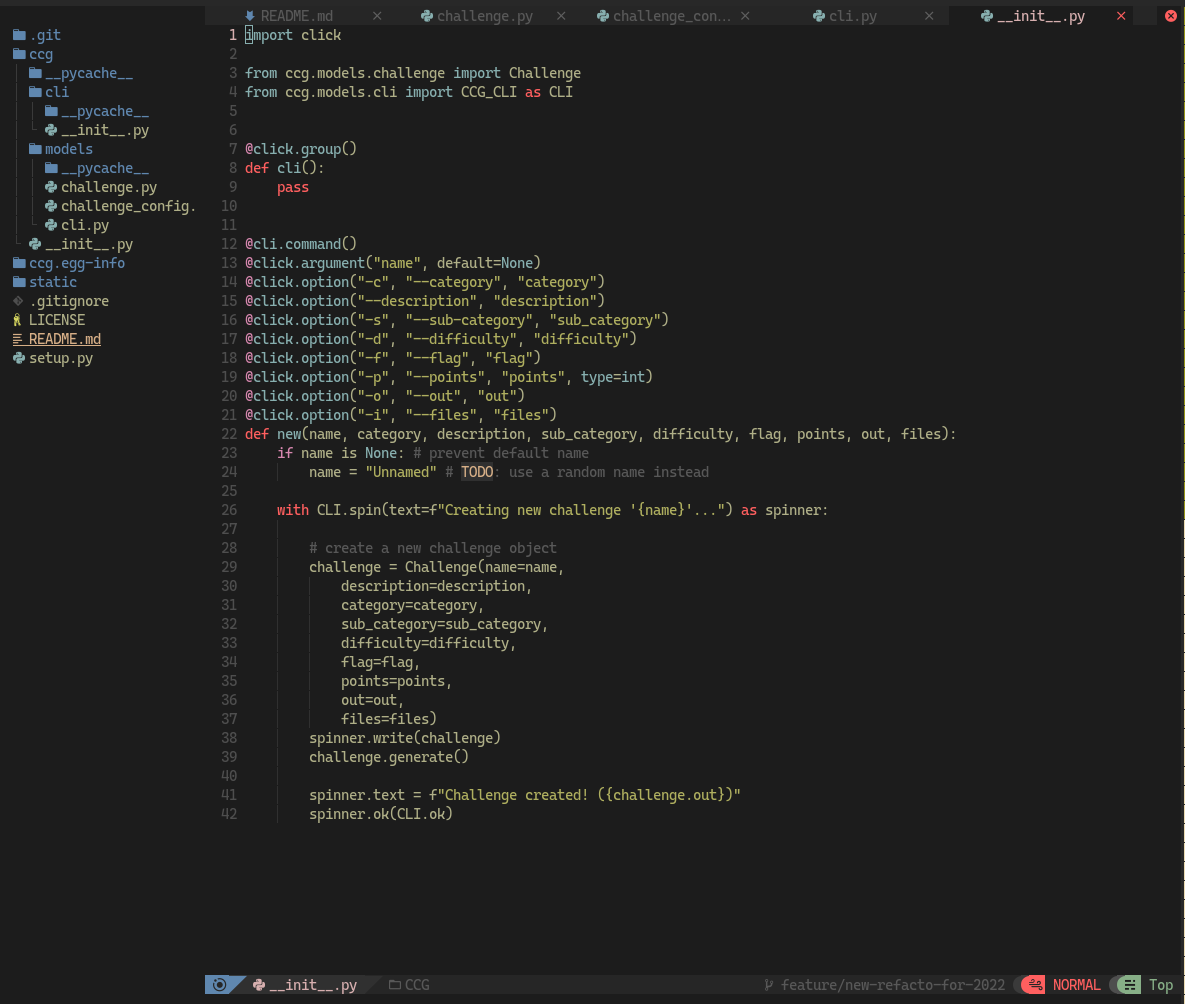 README.md
challenge.py
challenge_con...
cli.py
__init__.py
.git
ccg
__pycache__
cli
__pycache__
__init__.py
models
__pycache__
challenge.py
challenge_config.
cli.py
__init__.py
ccg.egg-info
static
.gitignore
LICENSE
README.md
setup.py
1 import click
2
3 from ccg.models.challenge import Challenge
4 from ccg.models.cli import CCG_CLI as CLI
5
6
7 @click.group()
8 def cli():
9     pass
10
11
12 @cli.command()
13 @click.argument("name", default=None)
14 @click.option("-c", "--category", "category")
15 @click.option("--description", "description")
16 @click.option("-s", "--sub-category", "sub_category")
17 @click.option("-d", "--difficulty", "difficulty")
18 @click.option("-f", "--flag", "flag")
19 @click.option("-p", "--points", "points", type=int)
20 @click.option("-o", "--out", "out")
21 @click.option("-i", "--files", "files")
22 def new(name, category, description, sub_category, difficulty, flag, points, out, files):
23     if name is None: # prevent default name
24         name = "Unnamed" # TODO: use a random name instead
25
26     with CLI.spin(text=f"Creating new challenge '{name}'...") as spinner:
27
28         # create a new challenge object
29         challenge = Challenge(name=name,
30             description=description,
31             category=category,
32             sub_category=sub_category,
33             difficulty=difficulty,
34             flag=flag,
35             points=points,
36             out=out,
37             files=files)
38         spinner.write(challenge)
39         challenge.generate()
40
41         spinner.text = f"Challenge created! ({challenge.out})"
42         spinner.ok(CLI.ok)
__init__.py CCG feature/new-refacto-for-2022 NORMAL Top